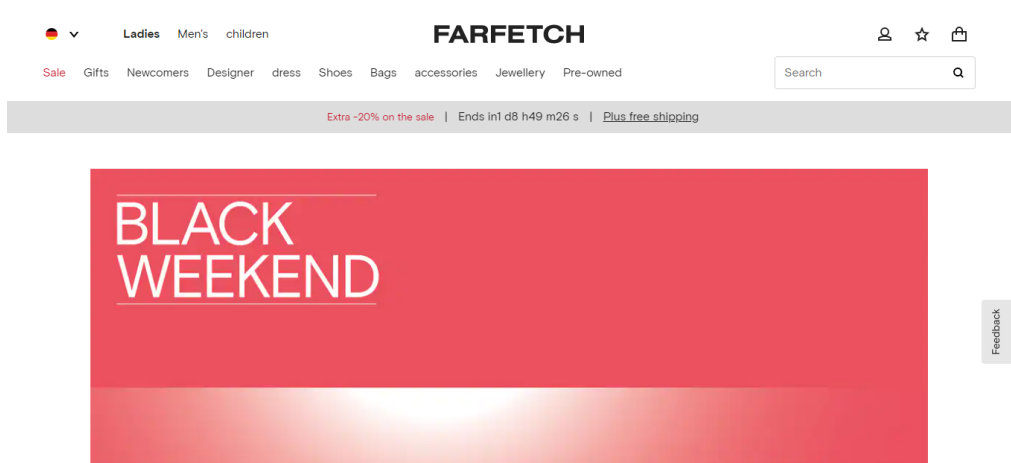 Ladies Men's children
FARFETCH
Sale Gifts Newcomers Designer dress Shoes Bags accessories Jewellery Pre-owned
Search
Extra -20% on the sale | Ends in1 d8 h49 m26 s | Plus free shipping
BLACK
WEEKEND
Feedback